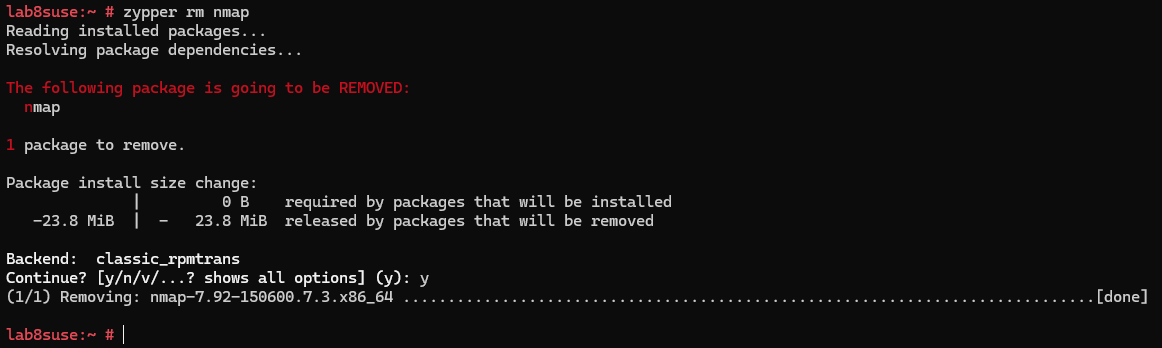 lab8suse:~ # zypper rm nmap
Reading installed packages...
Resolving package dependencies...
The following package is going to be REMOVED:
nmap
1 package to remove.
Package install size change:
| 0 B required by packages that will be installed
-23.8 MiB | - 23.8 MiB released by packages that will be removed
Backend: classic_rpmtrans
Continue? [y/n/v/...? shows all options] (y): y
(1/1) Removing: nmap-7.92-150600.7.3.x86_64 .............................................................................[done]
lab8suse:~ #